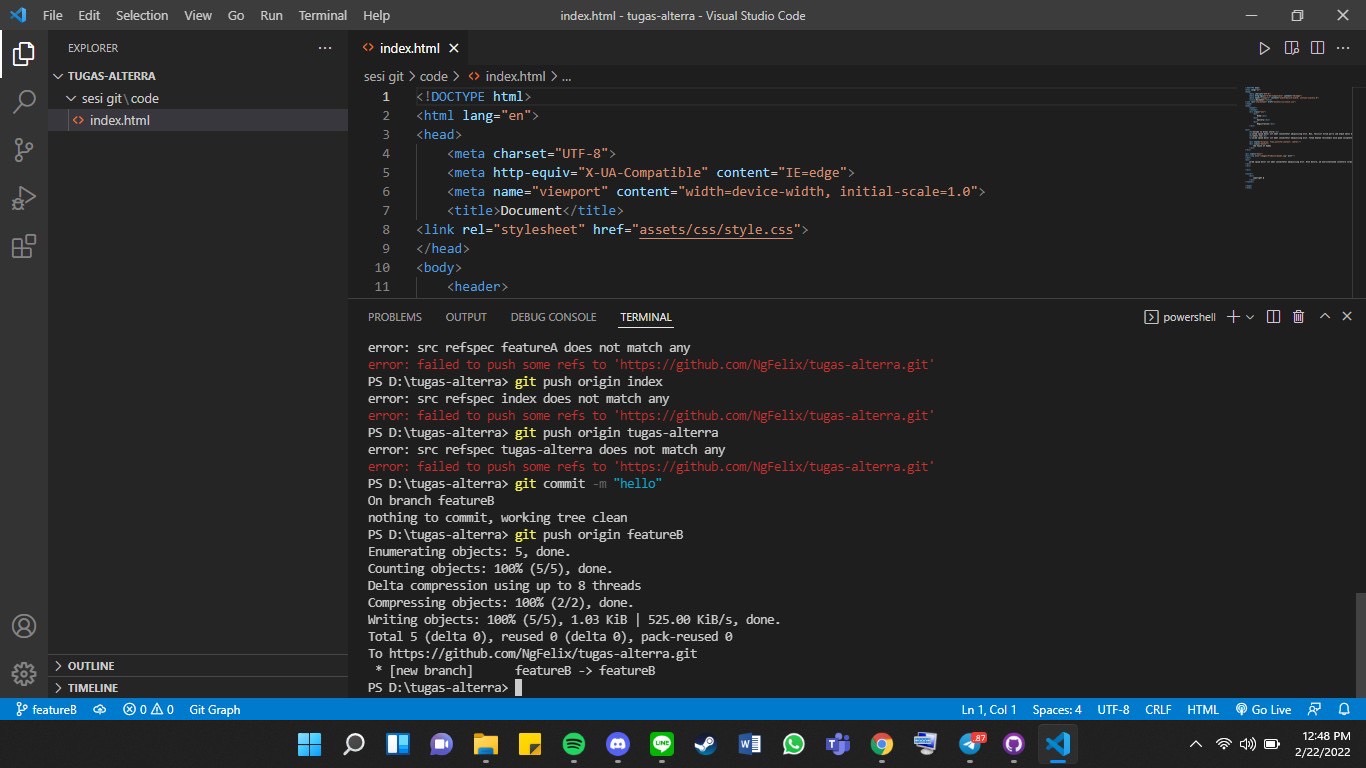 File Edit Selection View Go Run Terminal Help
index.html - tugas-alterra - Visual Studio Code
EXPLORER
TUGAS-ALTERRA
sesi git\code
index.html
OUTLINE
TIMELINE
index.html
sesi git > code > index.html > ...
1 <!DOCTYPE html>
2 <html lang="en">
3 <head>
4 <meta charset="UTF-8">
5 <meta http-equiv="X-UA-Compatible" content="IE=edge">
6 <meta name="viewport" content="width=device-width, initial-scale=1.0">
7 <title>Document</title>
8 <link rel="stylesheet" href="assets/css/style.css">
9 </head>
10 <body>
11 <header>
PROBLEMS OUTPUT DEBUG CONSOLE TERMINAL
powershell
error: src refspec featureA does not match any
error: failed to push some refs to 'https://github.com/NgFelix/tugas-alterra.git'
PS D:\tugas-alterra> git push origin index
error: src refspec index does not match any
error: failed to push some refs to 'https://github.com/NgFelix/tugas-alterra.git'
PS D:\tugas-alterra> git push origin tugas-alterra
error: src refspec tugas-alterra does not match any
error: failed to push some refs to 'https://github.com/NgFelix/tugas-alterra.git'
PS D:\tugas-alterra> git commit -m "hello"
On branch featureB
nothing to commit, working tree clean
PS D:\tugas-alterra> git push origin featureB
Enumerating objects: 5, done.
Counting objects: 100% (5/5), done.
Delta compression using up to 8 threads
Compressing objects: 100% (2/2), done.
Writing objects: 100% (5/5), 1.03 KiB | 525.00 KiB/s, done.
Total 5 (delta 0), reused 0 (delta 0), pack-reused 0
To https://github.com/NgFelix/tugas-alterra.git
* [new branch] featureB -> featureB
PS D:\tugas-alterra>
featureB 0 0 Git Graph
Ln 1, Col 1 Spaces: 4 UTF-8 CRLF HTML Go Live
LINE
87
12:48 PM
2/22/2022